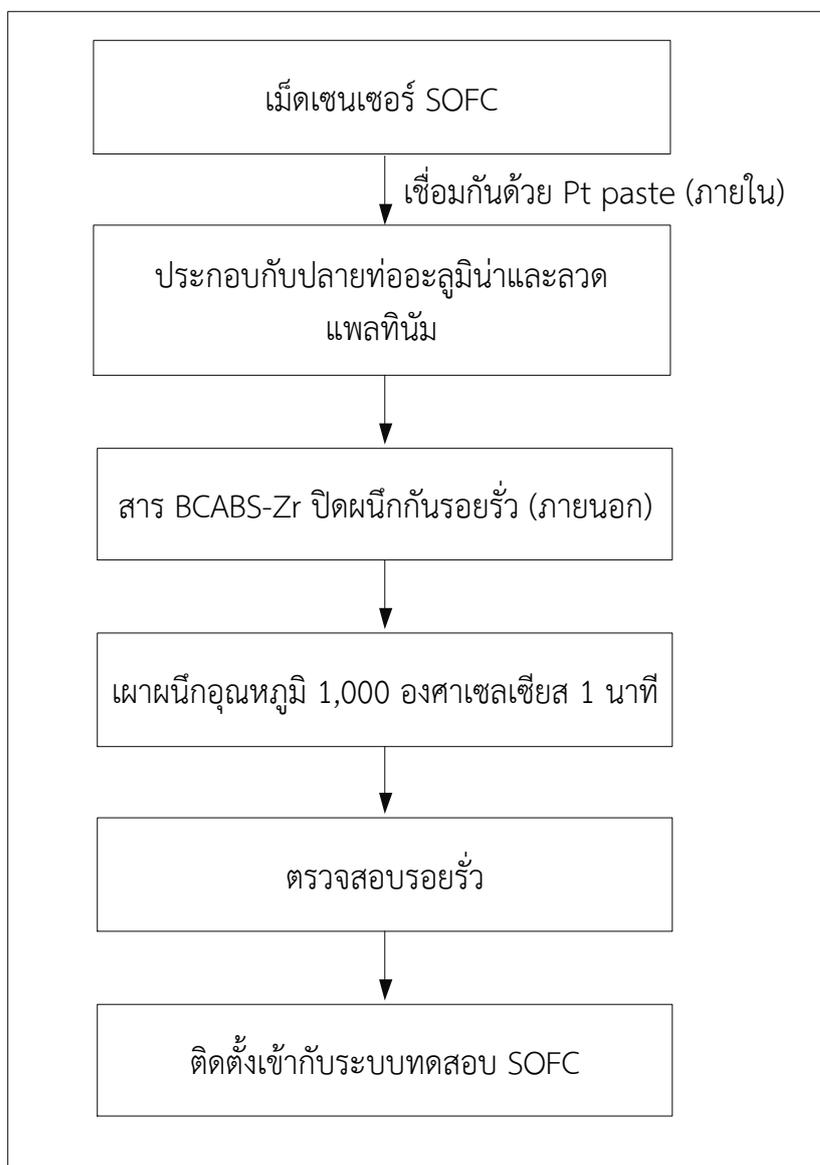 เม็ดเซนเซอร์ SOFC
เชื่อมกันด้วย Pt paste (ภายใน)
ประกอบกับปลายท่ออะลูมิน่าและลวด
แพลทินัม
สาร BCABS-Zr ปิดผนึกกันรอยรั่ว (ภายนอก)
เผาผนึกอุณหภูมิ 1,000 องศาเซลเซียส 1 นาที
ตรวจสอบรอยรั่ว
ติดตั้งเข้ากับระบบทดสอบ SOFC